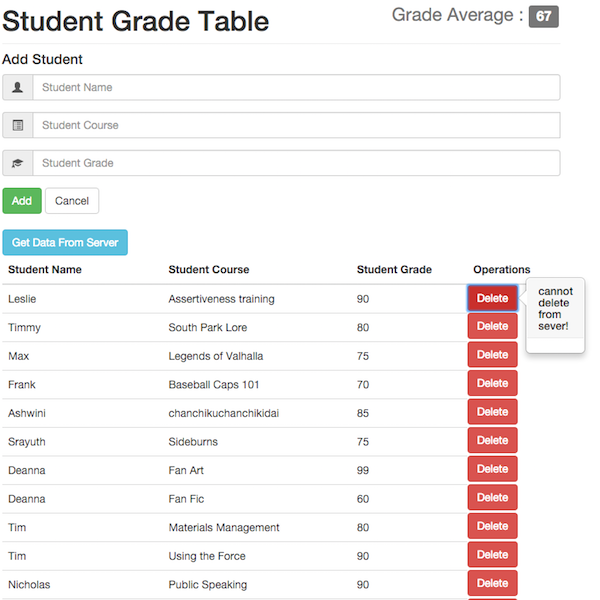 Student Grade Table
Grade Average : 67
Add Student
Student Name
Student Course
Student Grade
Add Cancel
Get Data From Server
Student Name Student Course Student Grade Operations
Leslie Assertiveness training 90 Delete
cannot
delete
from
sever!
Timmy South Park Lore 80 Delete
Max Legends of Valhalla 75 Delete
Frank Baseball Caps 101 70 Delete
Ashwini chanchikuchanchikidai 85 Delete
Srayuth Sideburns 75 Delete
Deanna Fan Art 99 Delete
Deanna Fan Fic 60 Delete
Tim Materials Management 80 Delete
Tim Using the Force 90 Delete
Nicholas Public Speaking 90 Delete